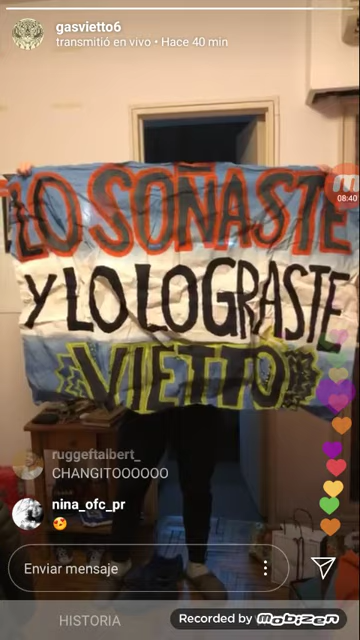 gasvietto6
transmitió en vivo • Hace 40 min
LO SOÑASTE
08:40
Y LO LOGRASTE
VIETTO
ruggeftalbert_
CHANGITOOOOOO
nina_ofc_pr
Enviar mensaje
HISTORIA
Recorded by mobizen